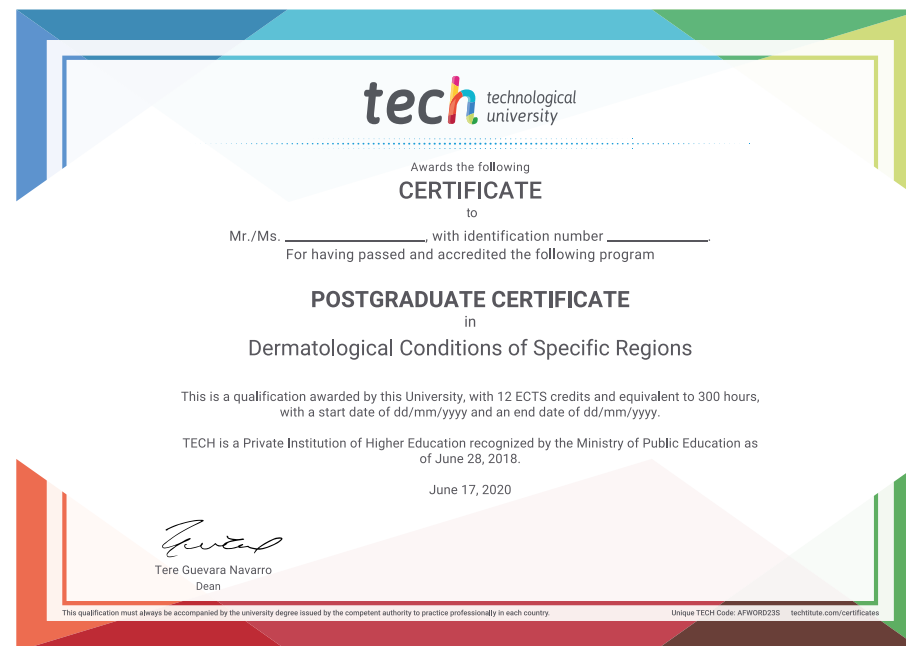 tech technological
university
Awards the following
CERTIFICATE
to
Mr./Ms. ____________, with identification number ____________.
For having passed and accredited the following program
POSTGRADUATE CERTIFICATE
in
Dermatological Conditions of Specific Regions
This is a qualification awarded by this University, with 12 ECTS credits and equivalent to 300 hours,
with a start date of dd/mm/yyyy and an end date of dd/mm/yyyy.
TECH is a Private Institution of Higher Education recognized by the Ministry of Public Education as
of June 28, 2018.
June 17, 2020
Tere Guevara Navarro
Dean
This qualification must always be accompanied by the university degree issued by the competent authority to practice professionally in each country. Unique TECH Code: AFWORD23S techtitute.com/certificates